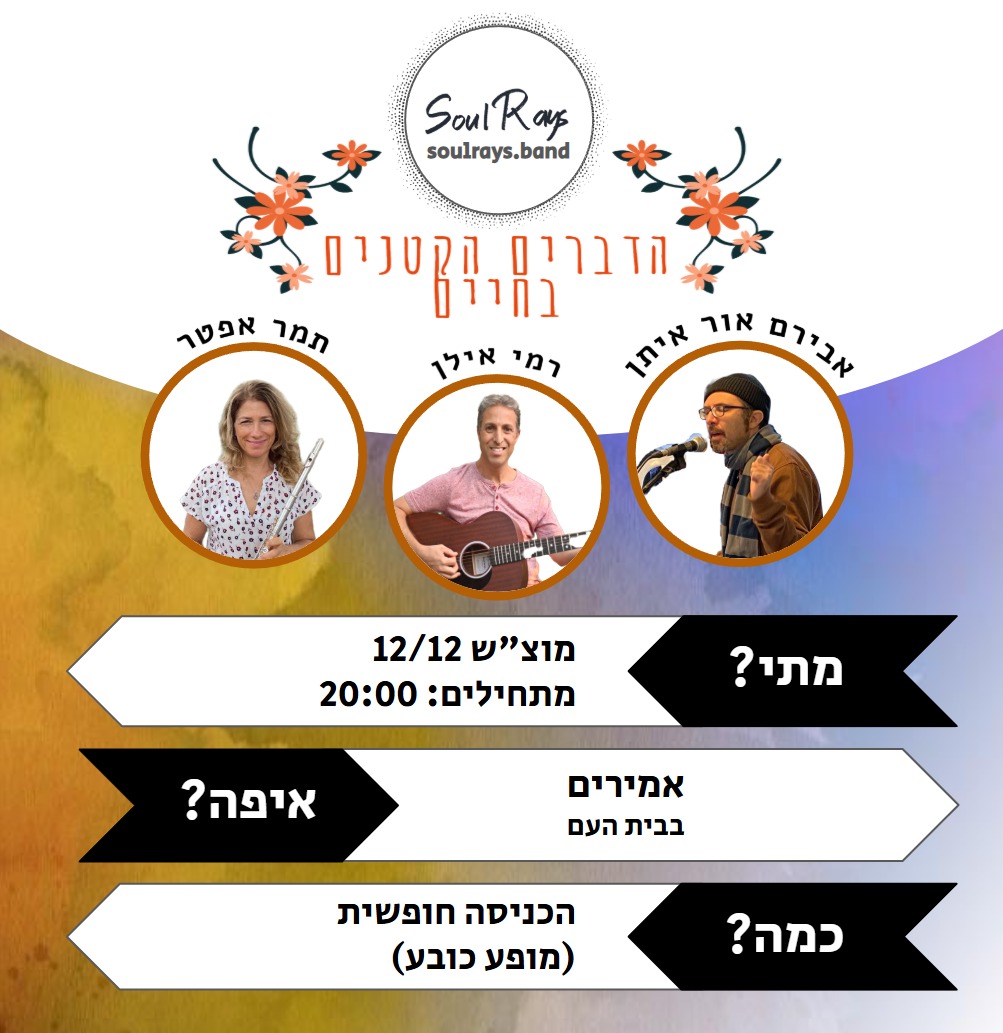 Soul Rays
soulrays.band
הדברים הקטנים
בחיים
אבירם אור איתן
רמי אילן
תמר אפטר
מתי?
מוצ״ש 12/12
מתחילים: 20:00
איפה?
אמירים
בבית העם
כמה?
הכניסה חופשית
(מופע כובע)